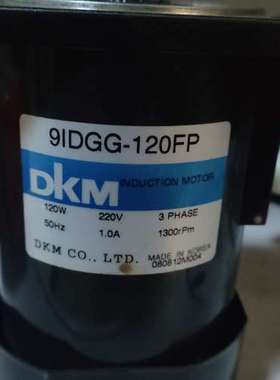 9IDGG-120FP
DKM INDUCTION MOTOR
120W 220V 3 PHASE
50Hz 1.0A 1300rPm
DKM CO., LTD. MADE IN KOREA
080812M004